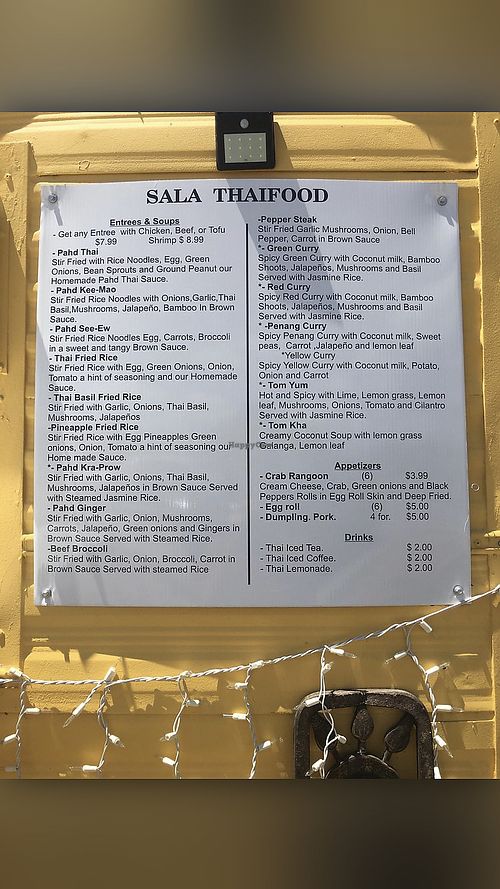 SALA THAIFOOD
Entrees & Soups
- Get any Entree with Chicken, Beef, or Tofu
$7.99 Shrimp $ 8.99
- Pahd Thai
Stir Fried with Rice Noodles, Egg, Green
Onions, Bean Sprouts and Ground Peanut our
Homemade Pahd Thai Sauce.
- Pahd Kee-Mao
Stir Fried Rice Noodles with Onions,Garlic,Thai
Basil,Mushrooms, Jalapeño, Bamboo In Brown
Sauce.
- Pahd See-Ew
Stir Fried Rice Noodles Egg, Carrots, Broccoli
in a sweet and tangy Brown Sauce.
- Thai Fried Rice
Stir Fried with Egg, Green Onions, Onion,
Tomato a hint of seasoning and our Homemade
Sauce.
- Thai Basil Fried Rice
Stir Fried with Garlic, Onions, Thai Basil,
Mushrooms, Jalapeños
-Pineapple Fried Rice
Stir Fried Rice with Egg Pineapples Green
onions, Onion, Tomato a hint of seasoning our
Home made Sauce.
*- Pahd Kra-Prow
Stir Fried with Garlic, Onions, Thai Basil,
Mushrooms, Jalapeños in Brown Sauce Served
with Steamed Jasmine Rice.
- Pahd Ginger
Stir Fried with Garlic, Onion, Mushrooms,
Carrots, Jalapeño, Green onions and Gingers in
Brown Sauce Served with Steamed Rice.
-Beef Broccoli
Stir Fried with Garlic, Onion, Broccoli, Carrot in
Brown Sauce Served with steamed Rice
-Pepper Steak
Stir Fried Garlic Mushrooms, Onion, Bell
Pepper, Carrot in Brown Sauce
*- Green Curry
Spicy Green Curry with Coconut milk, Bamboo
Shoots, Jalapeños, Mushrooms and Basil
Served with Jasmine Rice.
*- Red Curry
Spicy Red Curry with Coconut milk, Bamboo
Shoots, Jalapeños, Mushrooms and Basil
Served with Jasmine Rice.
* -Penang Curry
Spicy Penang Curry with Coconut milk, Sweet
peas, Carrot ,Jalapeño and lemon leaf
*Yellow Curry
Spicy Yellow Curry with Coconut milk, Potato,
Onion and Carrot
*- Tom Yum
Hot and Spicy with Lime, Lemon grass, Lemon
leaf, Mushrooms, Onions, Tomato and Cilantro
Served with Jasmine Rice.
*- Tom Kha
Creamy Coconut Soup with lemon grass
Galanga, Lemon leaf
Appetizers
- Crab Rangoon (6) $3.99
Cream Cheese, Crab, Green onions and Black
Peppers Rolls in Egg Roll Skin and Deep Fried.
- Egg roll (6) $5.00
- Dumpling. Pork. 4 for. $5.00
Drinks
- Thai Iced Tea. $ 2.00
- Thai Iced Coffee. $ 2.00
- Thai Lemonade. $ 2.00